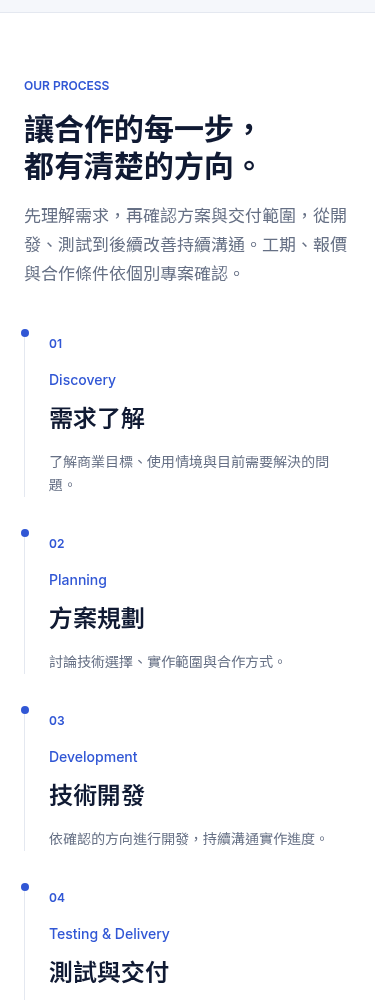 OUR PROCESS
讓合作的每一步，
都有清楚的方向。
先理解需求，再確認方案與交付範圍，從開
發、測試到後續改善持續溝通。工期、報價
與合作條件依個別專案確認。
01
Discovery
需求了解
了解商業目標、使用情境與目前需要解決的問
題。
02
Planning
方案規劃
討論技術選擇、實作範圍與合作方式。
03
Development
技術開發
依確認的方向進行開發，持續溝通實作進度。
04
Testing & Delivery
測試與交付